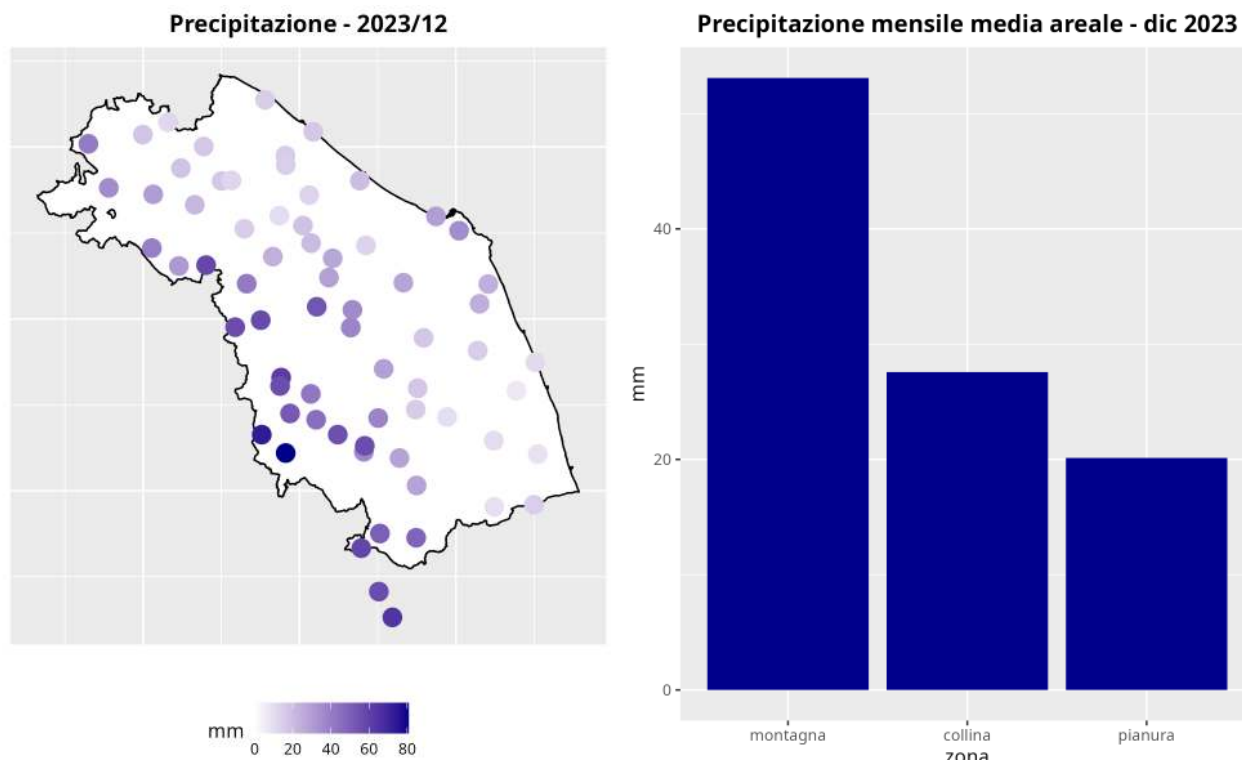 Precipitazione - 2023/12
mm
0 20 40 60 80
Precipitazione mensile media areale - dic 2023
mm
40
20
0
montagna collina pianura
zona